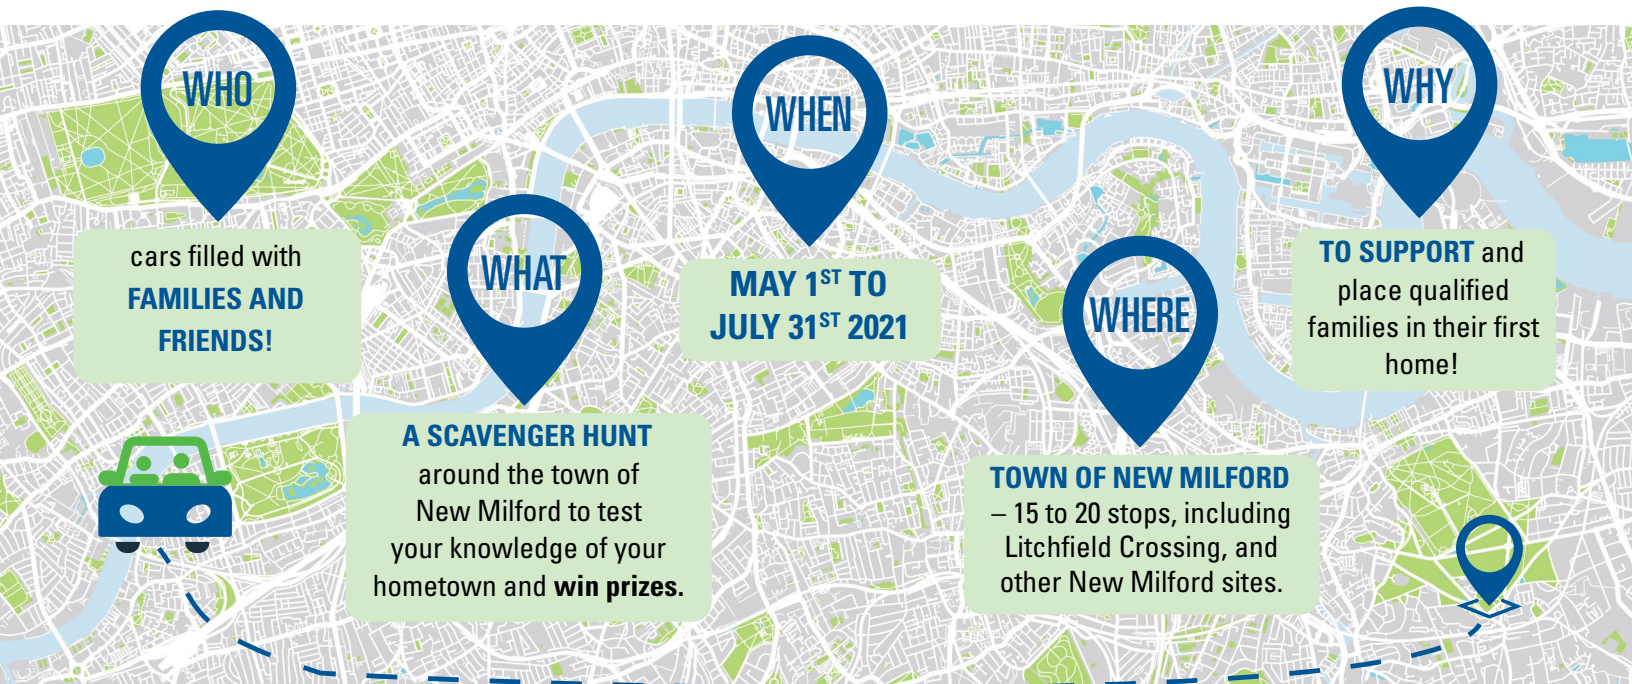 WHO
cars filled with
FAMILIES AND
FRIENDS!
WHAT
A SCAVENGER HUNT
around the town of
New Milford to test
your knowledge of your
hometown and win prizes.
WHEN
MAY 1ST TO
JULY 31ST 2021
WHERE
TOWN OF NEW MILFORD
– 15 to 20 stops, including
Litchfield Crossing, and
other New Milford sites.
WHY
TO SUPPORT and
place qualified
families in their first
home!